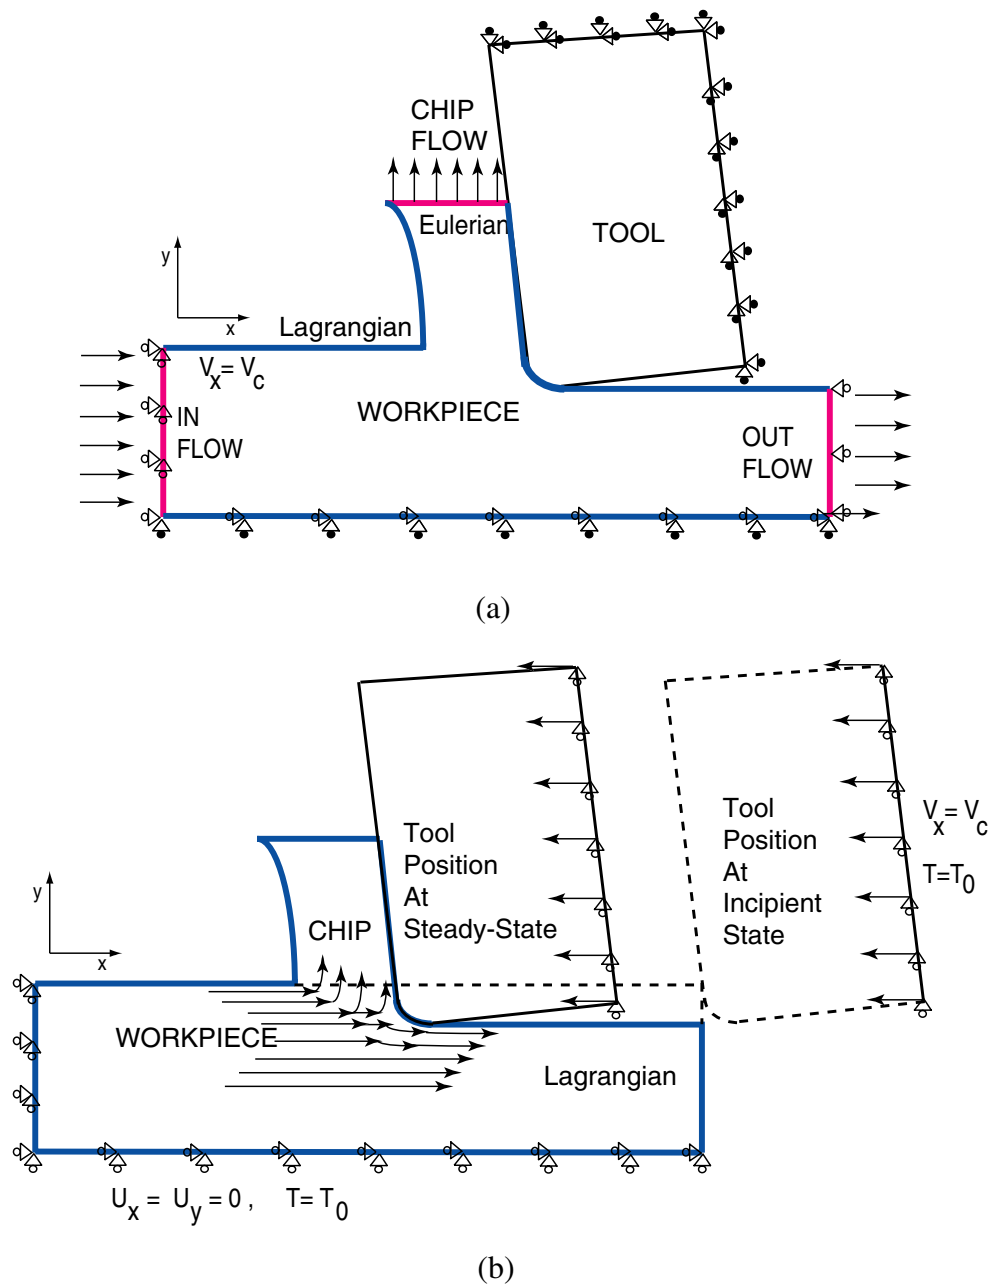 CHIP
FLOW
Eulerian
TOOL
y
x
Lagrangian
V_x = V_c
IN
FLOW
WORKPIECE
OUT
FLOW
(a)
Tool
Position
At
Steady-State
Tool
Position
At
Incipient
State
V_x = V_c
T=T_0
y
x
CHIP
WORKPIECE
Lagrangian
U_x = U_y = 0 , T= T_0
(b)